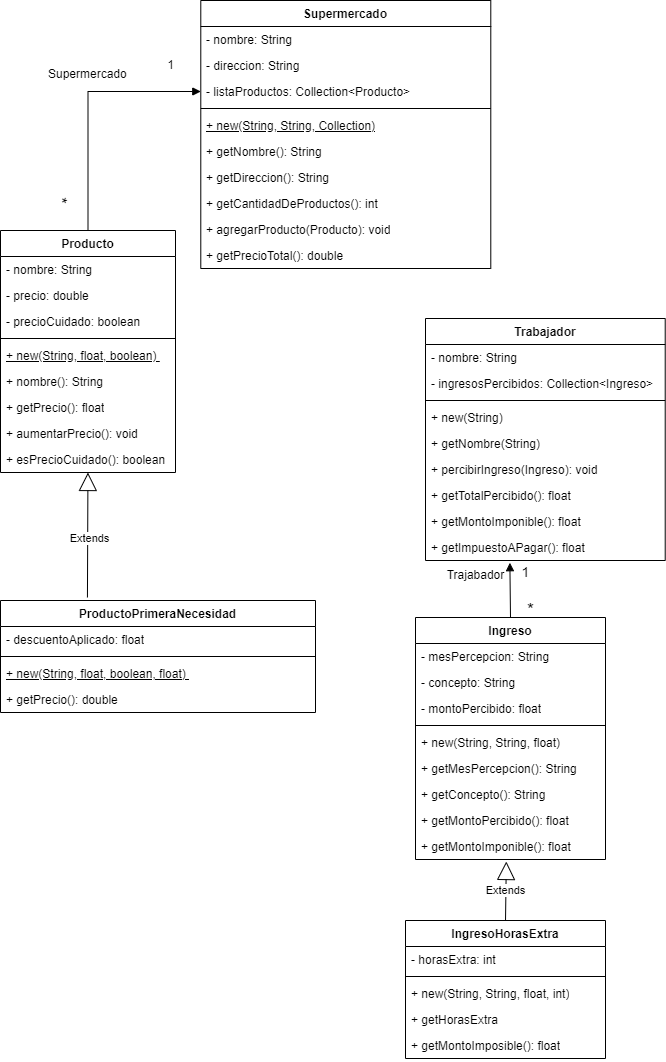 Supermercado
- nombre: String
- direccion: String
- listaProductos: Collection<Producto>
+ new(String, String, Collection)
+ getNombre(): String
+ getDireccion(): String
+ getCantidadDeProductos(): int
+ agregarProducto(Producto): void
+ getPrecioTotal(): double
Supermercado
1
*
Producto
- nombre: String
- precio: double
- precioCuidado: boolean
+ new(String, float, boolean)
+ nombre(): String
+ getPrecio(): float
+ aumentarPrecio(): void
+ esPrecioCuidado(): boolean
Extends
ProductoPrimeraNecesidad
- descuentoAplicado: float
+ new(String, float, boolean, float)
+ getPrecio(): double
Trabajador
- nombre: String
- ingresosPercibidos: Collection<Ingreso>
+ new(String)
+ getNombre(String)
+ percibirIngreso(Ingreso): void
+ getTotalPercibido(): float
+ getMontoImponible(): float
+ getImpuestoAPagar(): float
Trajabador
1
*
Ingreso
- mesPercepcion: String
- concepto: String
- montoPercibido: float
+ new(String, String, float)
+ getMesPercepcion(): String
+ getConcepto(): String
+ getMontoPercibido(): float
+ getMontoImponible(): float
Extends
IngresoHorasExtra
- horasExtra: int
+ new(String, String, float, int)
+ getHorasExtra
+ getMontoImposible(): float